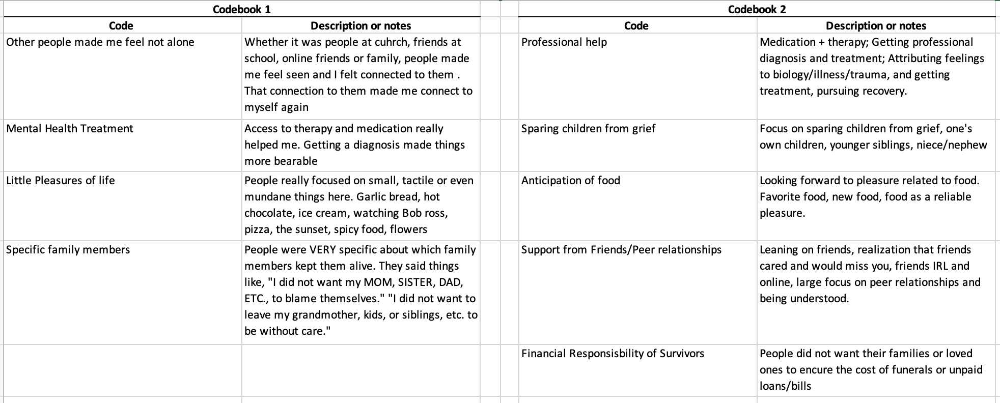 Codebook 1
Codebook 2
Code
Description or notes
Code
Description or notes
Other people made me feel not alone
Whether it was people at cuhrch, friends at
school, online friends or family, people made
me feel seen and I felt connected to them .
That connection to them made me connect to
myself again
Professional help
Medication + therapy; Getting professional
diagnosis and treatment; Attributing feelings
to biology/illness/trauma, and getting
treatment, pursuing recovery.
Mental Health Treatment
Access to therapy and medication really
helped me. Getting a diagnosis made things
more bearable
Sparing children from grief
Focus on sparing children from grief, one's
own children, younger siblings, niece/nephew
Little Pleasures of life
People really focused on small, tactile or even
mundane things here. Garlic bread, hot
chocolate, ice cream, watching Bob ross,
pizza, the sunset, spicy food, flowers
Anticipation of food
Looking forward to pleasure related to food.
Favorite food, new food, food as a reliable
pleasure.
Specific family members
People were VERY specific about which family
members kept them alive. They said things
like, "I did not want my MOM, SISTER, DAD,
ETC., to blame themselves." "I did not want to
leave my grandmother, kids, or siblings, etc. to
be without care."
Support from Friends/Peer relationships
Leaning on friends, realization that friends
cared and would miss you, friends IRL and
online, large focus on peer relationships and
being understood.
Financial Responsisbility of Survivors
People did not want their families or loved
ones to encure the cost of funerals or unpaid
loans/bills